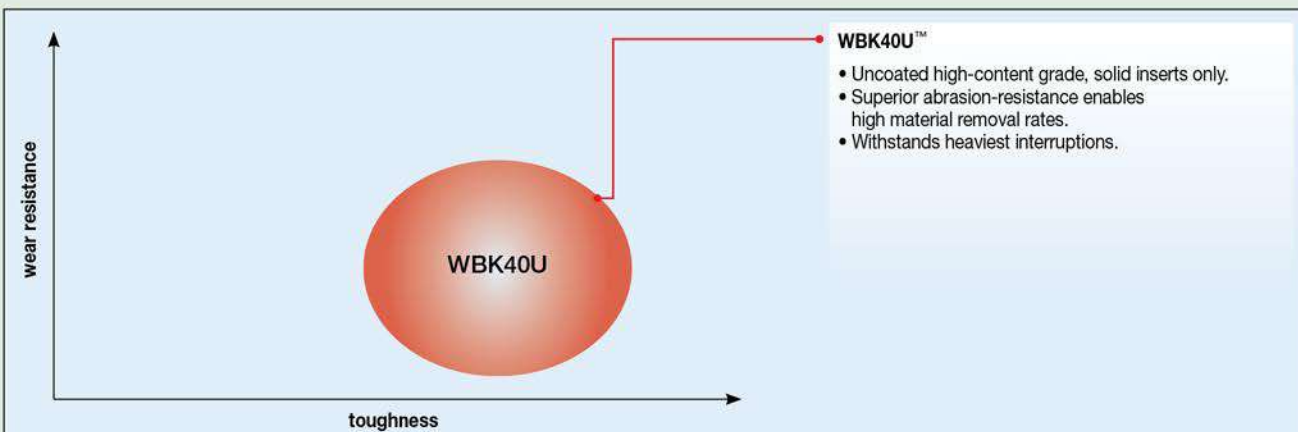 WBK40U™
• Uncoated high-content grade, solid inserts only.
• Superior abrasion-resistance enables
high material removal rates.
• Withstands heaviest interruptions.
wear resistance
WBK40U
toughness